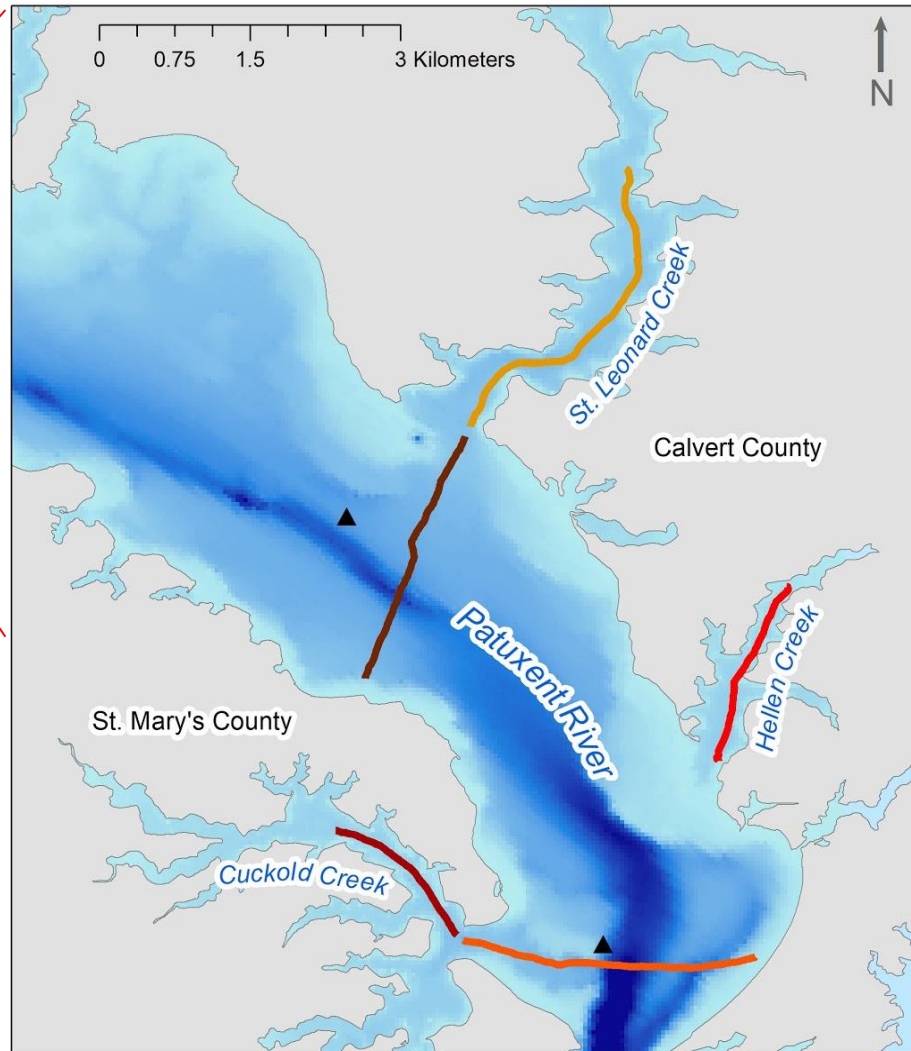 0 0.75 1.5 3 Kilometers
N
St. Leonard Creek
Calvert County
Patuxent River
Hellen Creek
St. Mary's County
Cuckold Creek